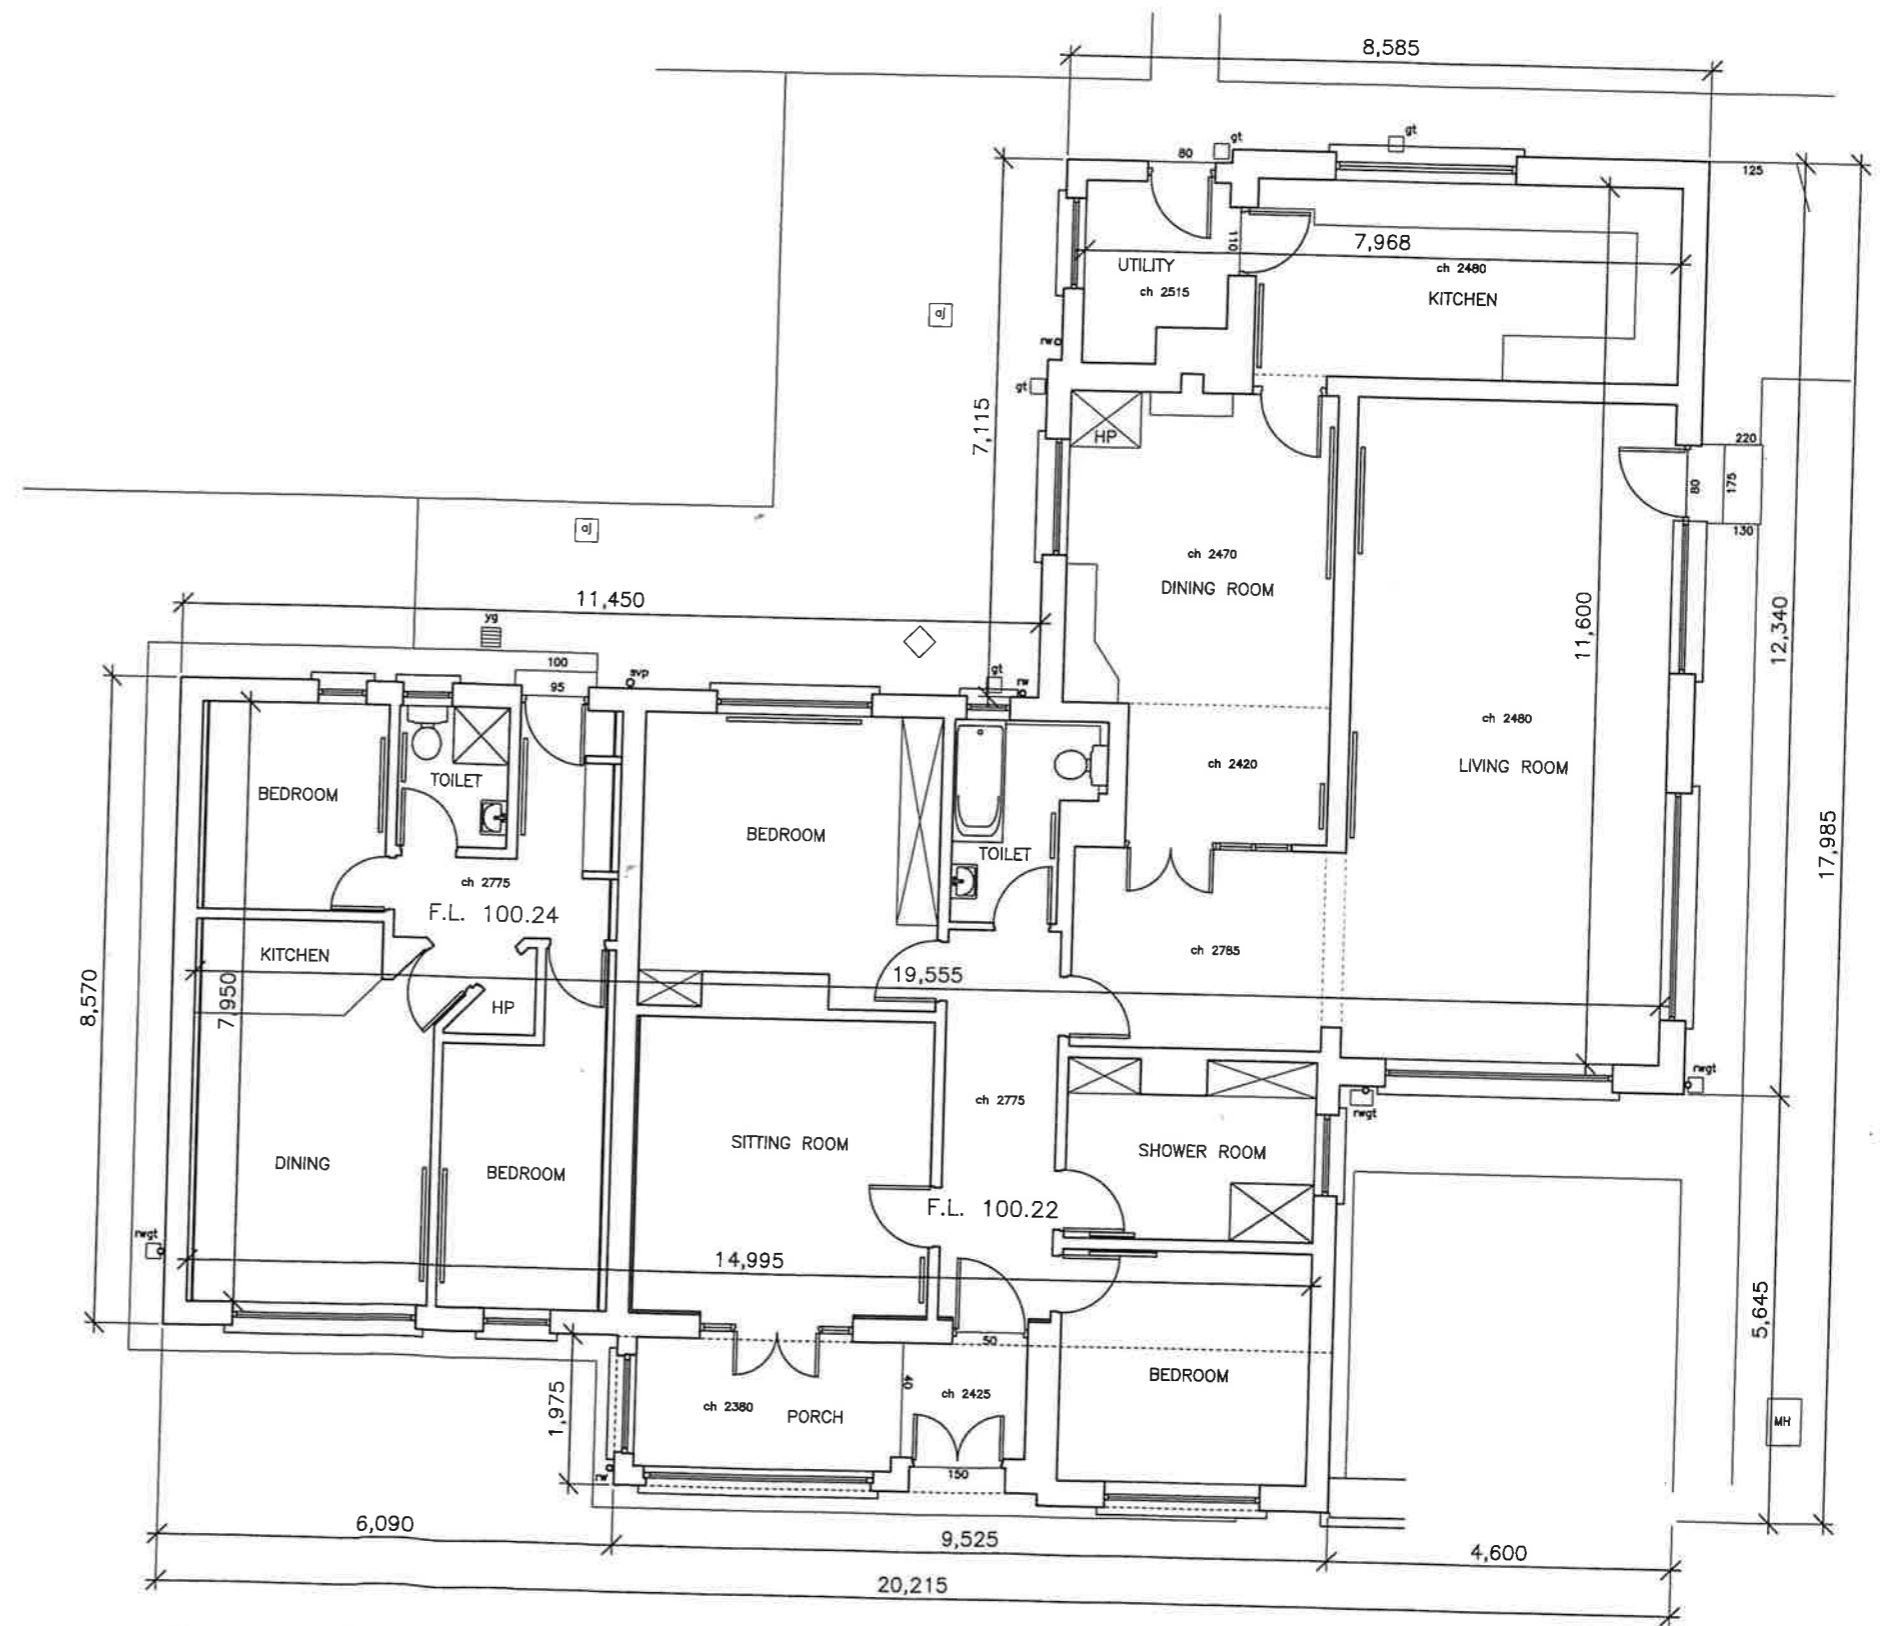 8,585
gt
gt
80
125
110
7,968
UTILITY
ch 2515
ch 2480
KITCHEN
aj
rw
gt
7,115
HP
220
80
175
130
aj
ch 2470
DINING ROOM
11,450
11,600
12,340
yg
100
95
svp
gt
rw
ch 2480
LIVING ROOM
ch 2420
BEDROOM
TOILET
BEDROOM
TOILET
17,985
ch 2775
F.L. 100.24
KITCHEN
ch 2785
19,555
HP
8,570
7,950
rwgt
rwgt
ch 2775
SITTING ROOM
SHOWER ROOM
DINING
BEDROOM
F.L. 100.22
rwgt
14,995
5,645
50
BEDROOM
40
ch 2425
ch 2380
PORCH
1,975
MH
rw
150
6,090
9,525
4,600
20,215